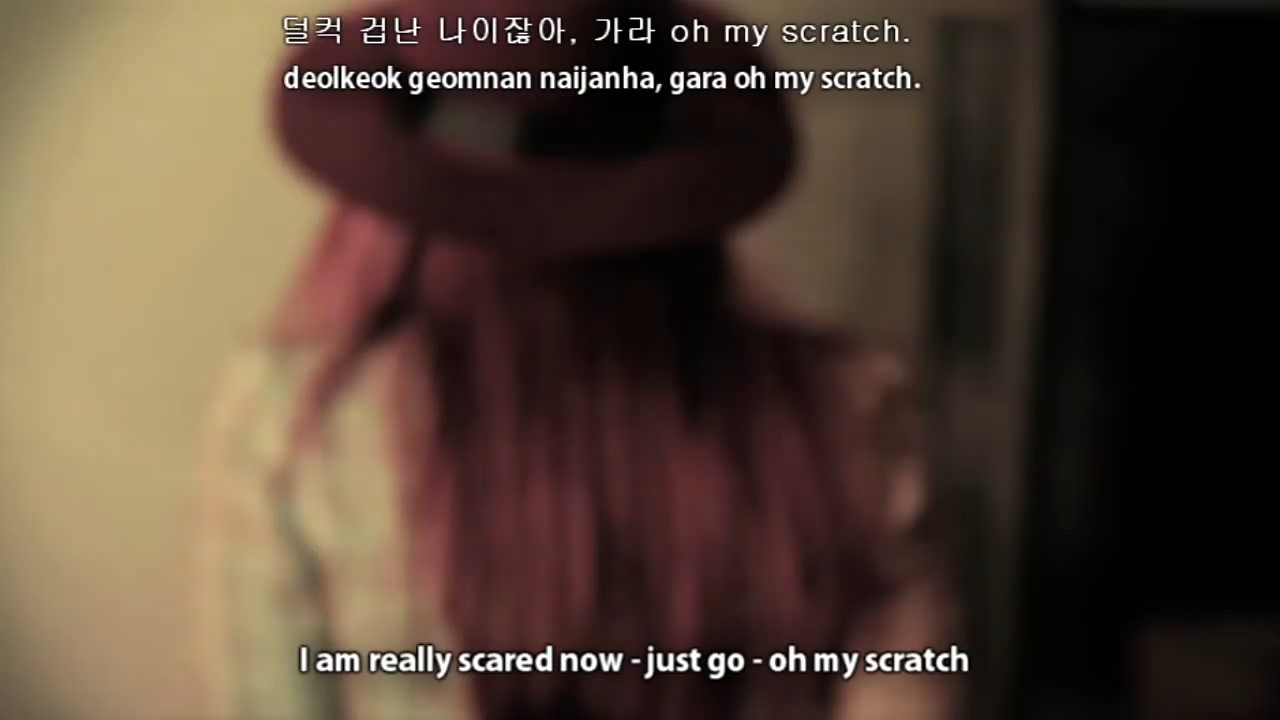 덜컥 겁난 나이잖아, 가라 oh my scratch.
deolkeok geomnan naijanha, gara oh my scratch.
I am really scared now - just go - oh my scratch